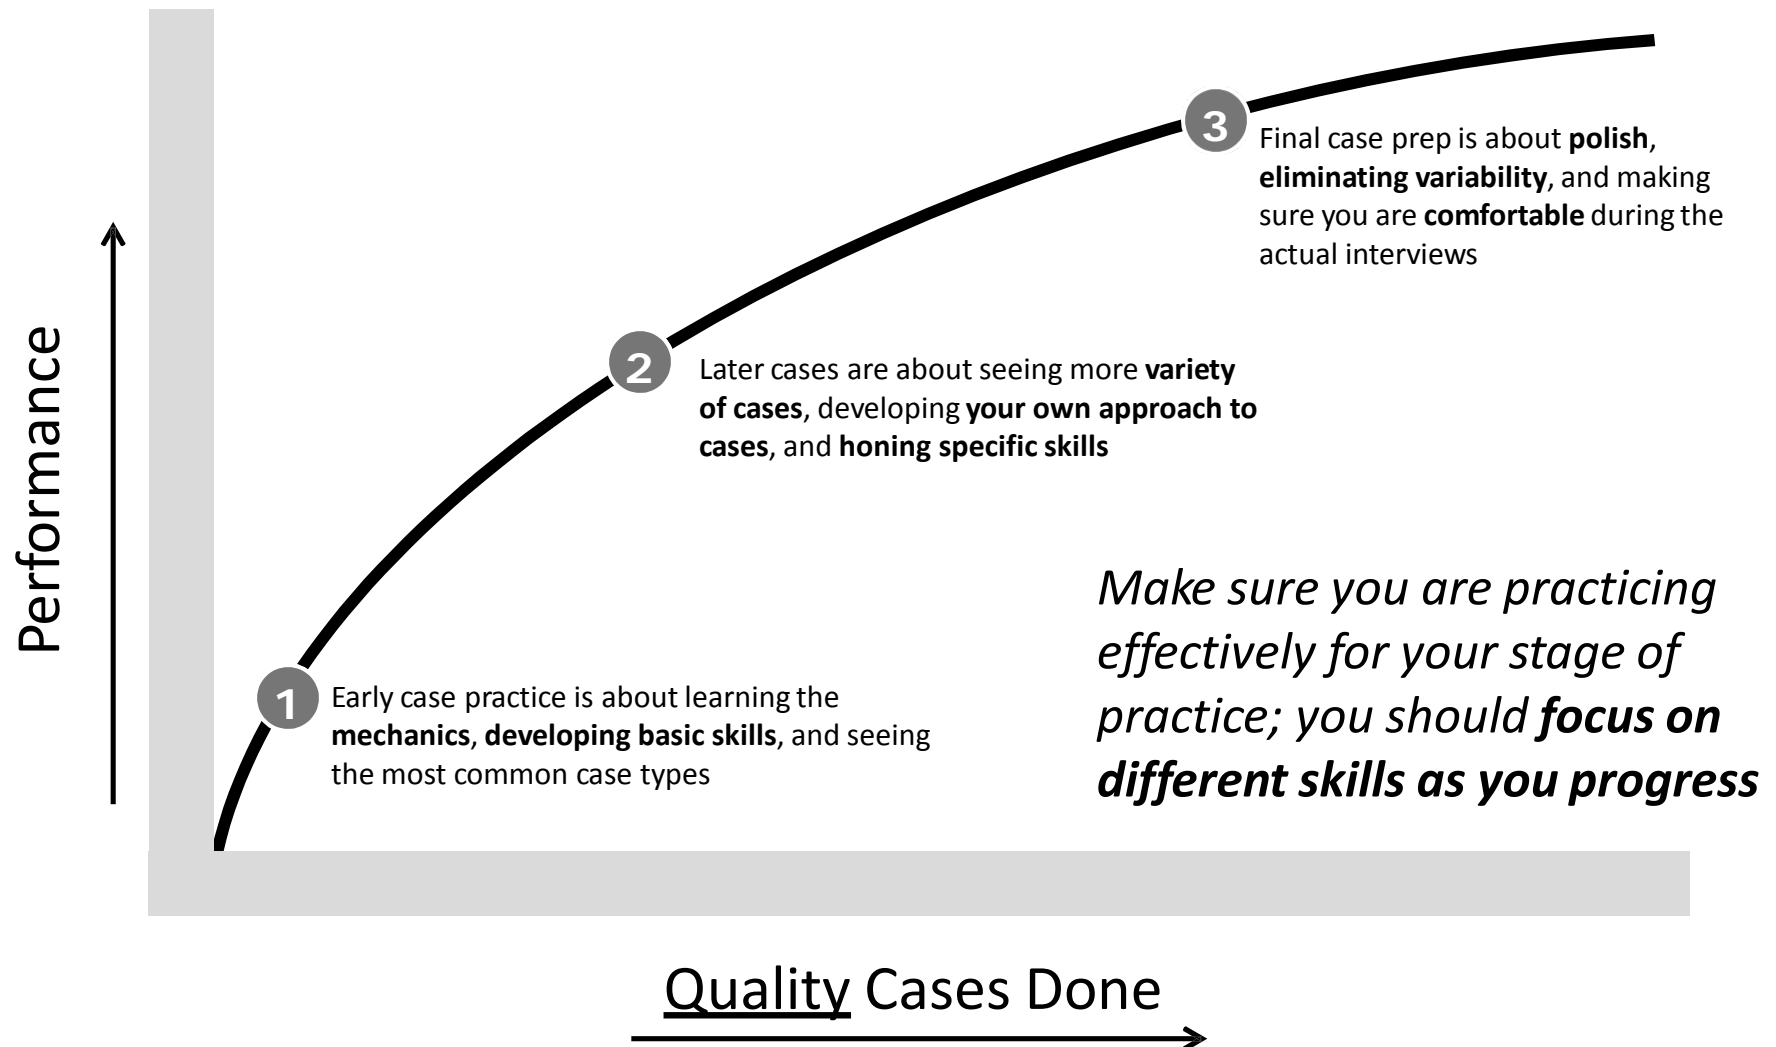 3
Final case prep is about polish,
eliminating variability, and making
sure you are comfortable during the
actual interviews
2
Later cases are about seeing more variety
of cases, developing your own approach to
cases, and honing specific skills
Performance
Make sure you are practicing
effectively for your stage of
practice; you should focus on
different skills as you progress
1
Early case practice is about learning the
mechanics, developing basic skills, and seeing
the most common case types
Quality Cases Done